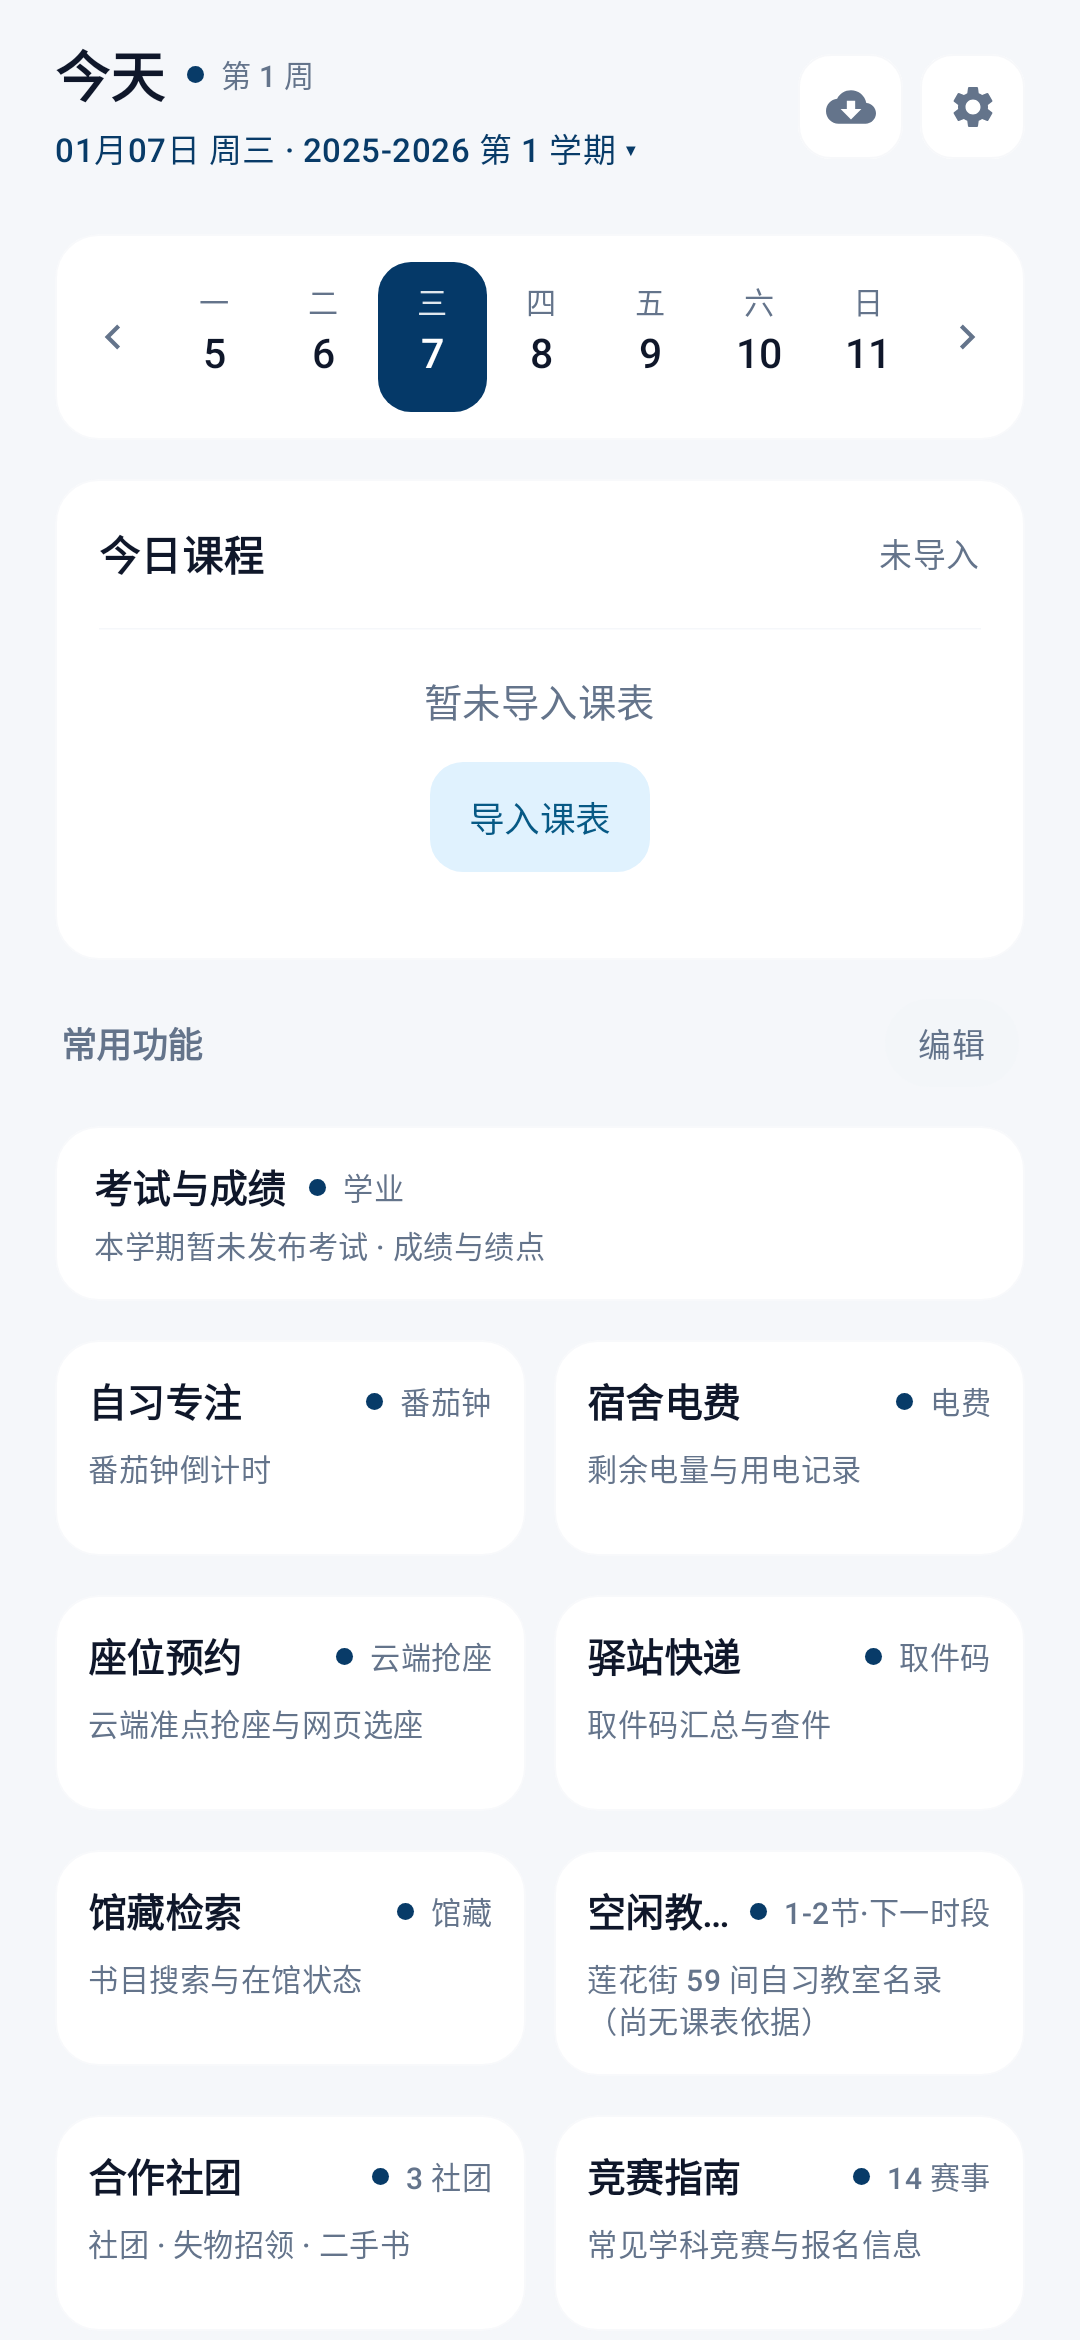 今天 第 1 周
01月07日 周三 · 2025-2026 第 1 学期 ▾
一 二 三 四 五 六 日
5 6 7 8 9 10 11
今日课程 未导入
暂未导入课表
导入课表
常用功能 编辑
考试与成绩 学业
本学期暂未发布考试 · 成绩与绩点
自习专注 番茄钟
番茄钟倒计时
宿舍电费 电费
剩余电量与用电记录
座位预约 云端抢座
云端准点抢座与网页选座
驿站快递 取件码
取件码汇总与查件
馆藏检索 馆藏
书目搜索与在馆状态
空闲教... 1-2节·下一时段
莲花街 59 间自习教室名录
（尚无课表依据）
合作社团 3 社团
社团 · 失物招领 · 二手书
竞赛指南 14 赛事
常见学科竞赛与报名信息